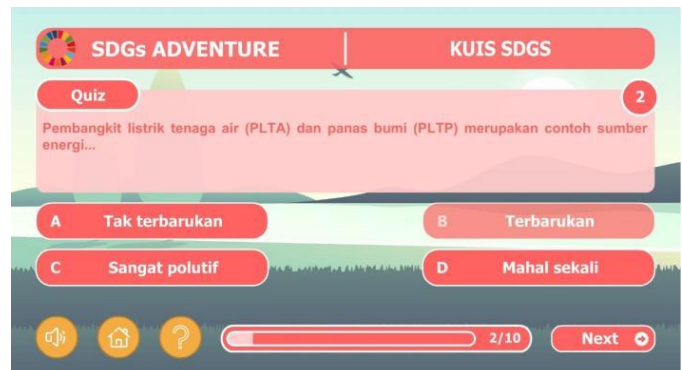 SDGs ADVENTURE
KUIS SDGS
Quiz
2
Pembangkit listrik tenaga air (PLTA) dan panas bumi (PLTP) merupakan contoh sumber
energi...
A Tak terbarukan
B Terbarukan
C Sangat polutif
D Mahal sekali
?
2/10
Next